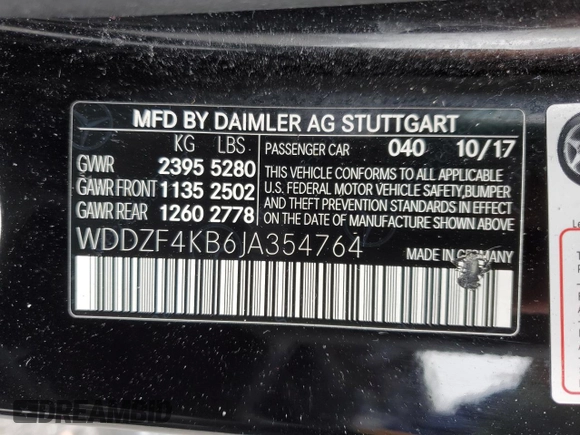 MFD BY DAIMLER AG STUTTGART
KG LBS
GVWR 2395 5280
GAWR FRONT 1135 2502
GAWR REAR 1260 2778
PASSENGER CAR 040 10/17
THIS VEHICLE CONFORMS TO ALL APPLICABLE
U.S. FEDERAL MOTOR VEHICLE SAFETY,BUMPER
AND THEFT PREVENTION STANDARDS IN EFFECT
ON THE DATE OF MANUFACTURE SHOWN ABOVE
WDDZF4KB6JA354764
MADE IN GERMANY
DREAMBID